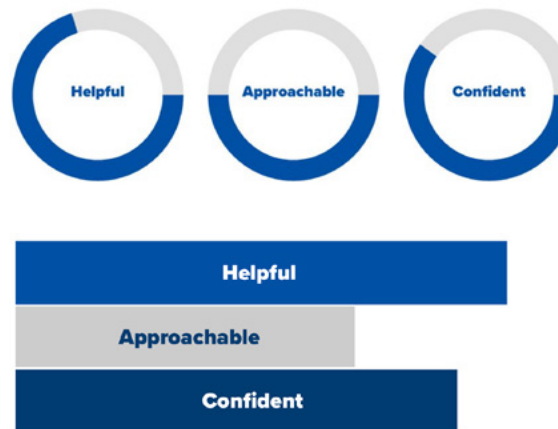 Helpful
Approachable
Confident
Helpful
Approachable
Confident